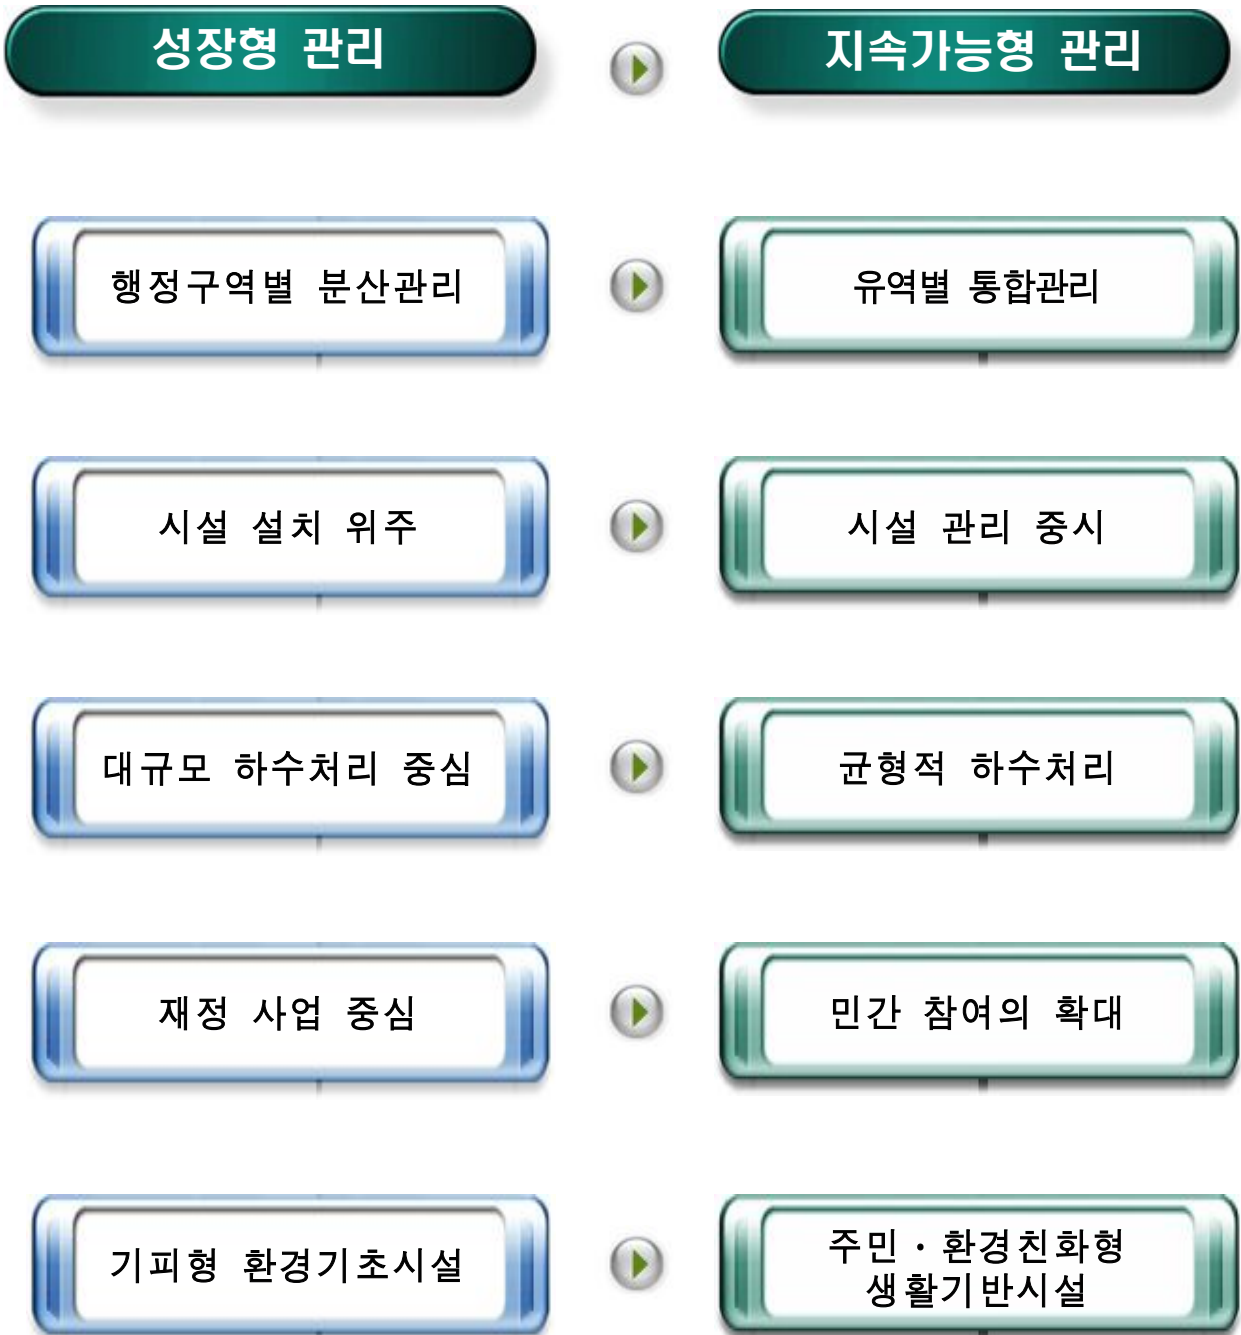 성장형 관리
지속가능형 관리
행정구역별 분산관리
유역별 통합관리
시설 설치 위주
시설 관리 중시
대규모 하수처리 중심
균형적 하수처리
재정 사업 중심
민간 참여의 확대
기피형 환경기초시설
주민 · 환경친화형
생활기반시설